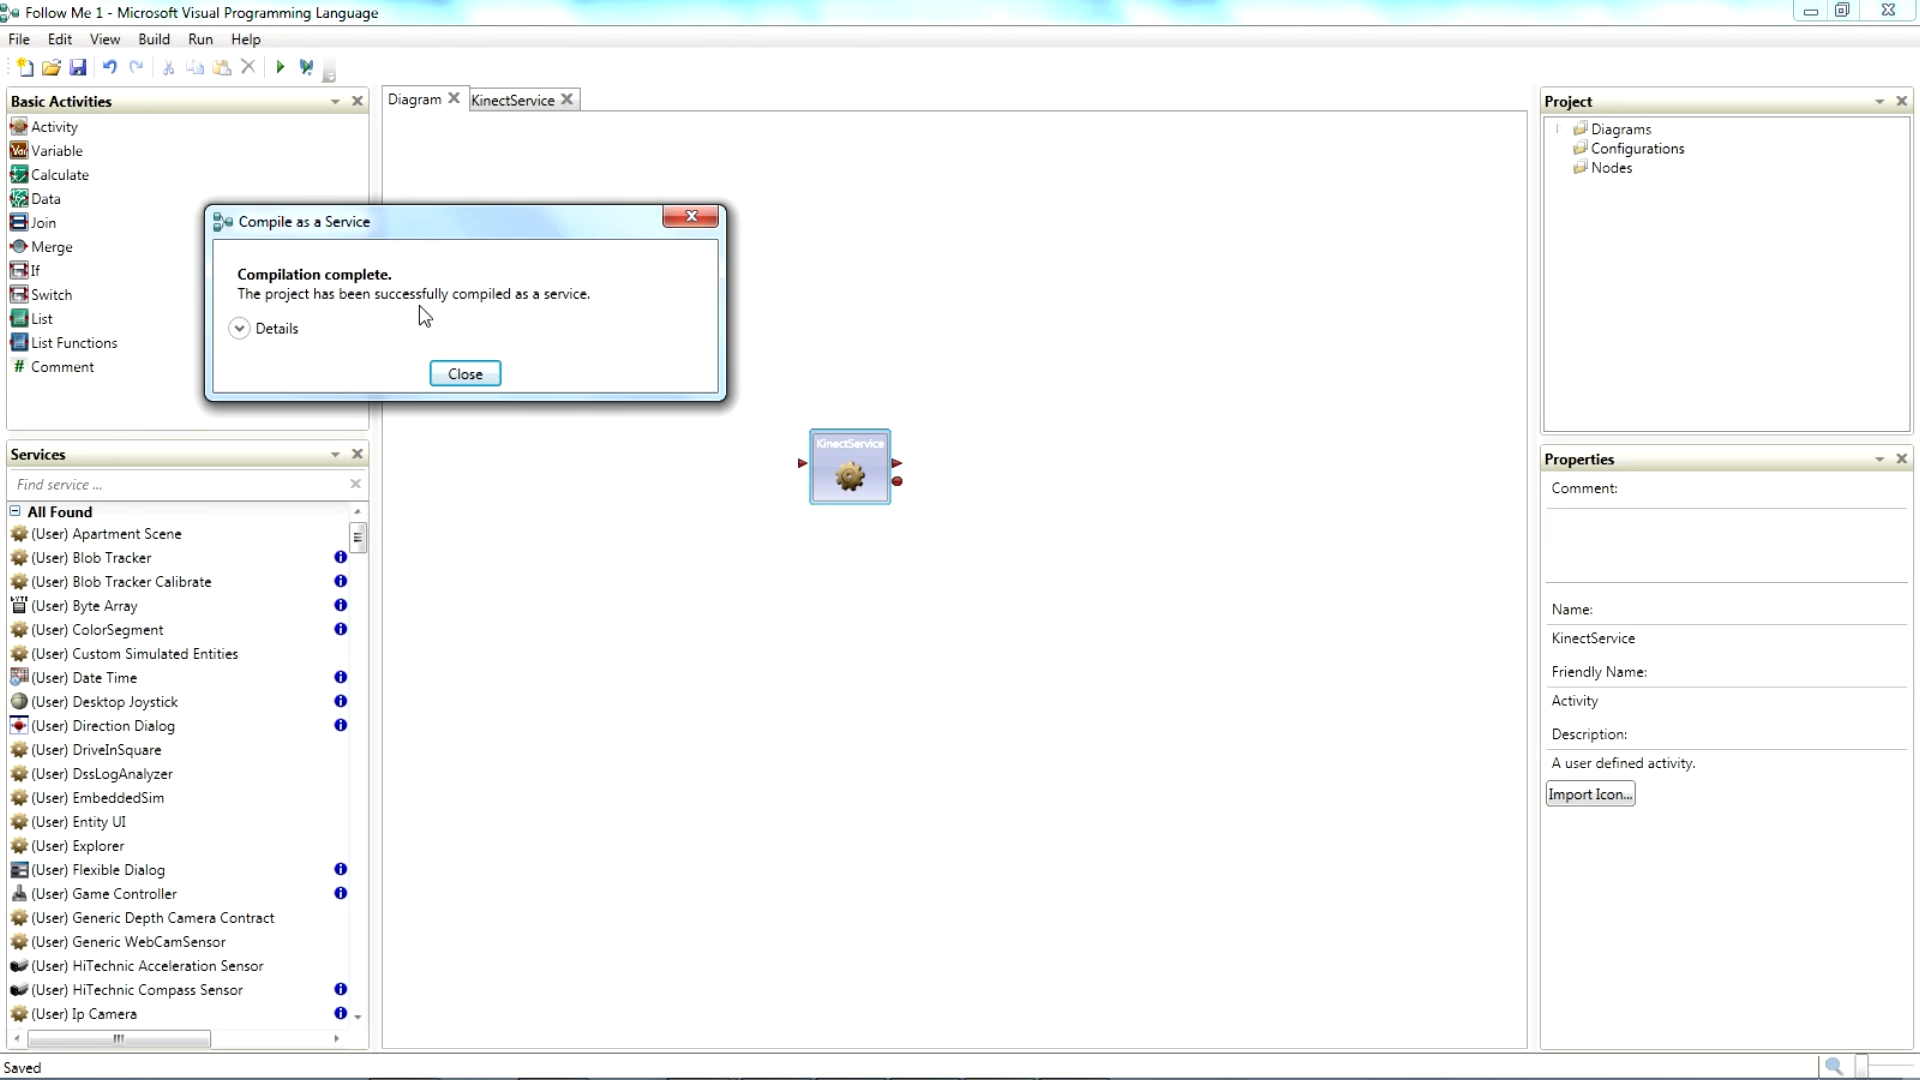 Follow Me 1 - Microsoft Visual Programming Language
File Edit View Build Run Help
Basic Activities
Activity
Variable
Calculate
Data
Join
Merge
If
Switch
List
List Functions
# Comment
Services
Find service ...
All Found
(User) Apartment Scene
(User) Blob Tracker
(User) Blob Tracker Calibrate
(User) Byte Array
(User) ColorSegment
(User) Custom Simulated Entities
(User) Date Time
(User) Desktop Joystick
(User) Direction Dialog
(User) DriveInSquare
(User) DssLogAnalyzer
(User) EmbeddedSim
(User) Entity UI
(User) Explorer
(User) Flexible Dialog
(User) Game Controller
(User) Generic Depth Camera Contract
(User) Generic WebCamSensor
(User) HiTechnic Acceleration Sensor
(User) HiTechnic Compass Sensor
(User) Ip Camera
Saved
Diagram KinectService
Compile as a Service
Compilation complete.
The project has been successfully compiled as a service.
Details
Close
KinectService
Project
Diagrams
Configurations
Nodes
Properties
Comment:
Name:
KinectService
Friendly Name:
Activity
Description:
A user defined activity.
Import Icon...